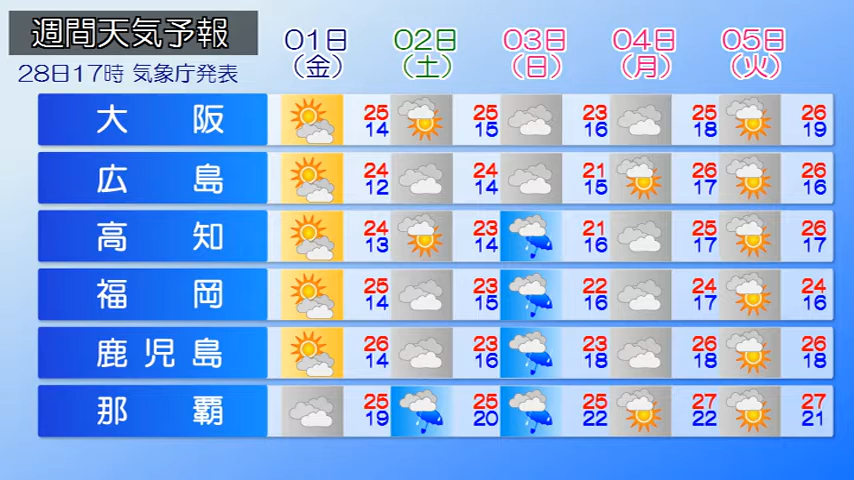 週間天気予報
28日17時 気象庁発表
01日 02日 03日 04日 05日
(金) (土) (日) (月) (火)
大阪 25 14 25 15 23 16 25 18 26 19
広島 24 12 24 14 21 15 26 17 26 16
高知 24 13 23 14 21 16 25 17 26 17
福岡 25 14 23 15 22 16 24 17 24 16
鹿児島 26 14 23 16 23 18 26 18 26 18
那覇 25 19 25 20 25 22 27 22 27 21